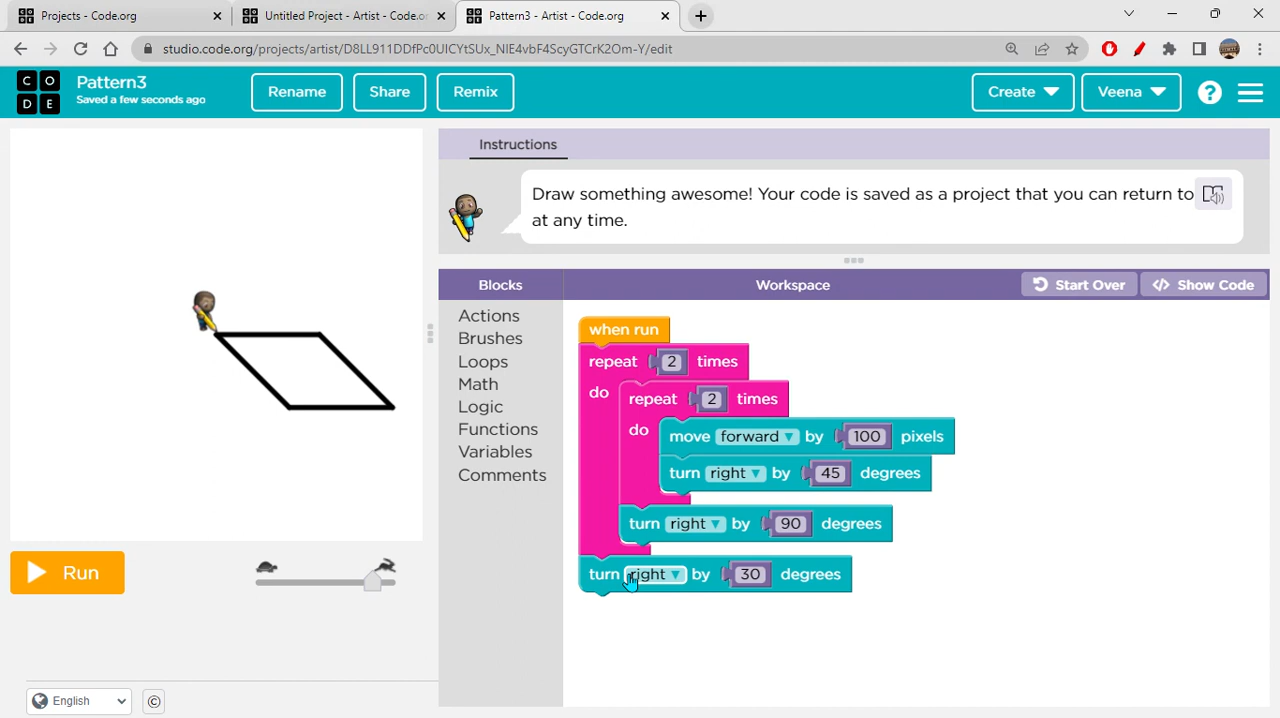 Projects - Code.org
Untitled Project - Artist - Code.oc
Pattern3 - Artist - Code.org
studio.code.org/projects/artist/D8LL911DDfPc0UICYtSUx_NIE4vbF4ScyGTCrK2Om-Y/edit
CODE
Pattern3
Saved a few seconds ago
Rename
Share
Remix
Create
Veena
?
Instructions
Draw something awesome! Your code is saved as a project that you can return to
at any time.
Blocks
Workspace
Start Over
</> Show Code
Actions
Brushes
Loops
Math
Logic
Functions
Variables
Comments
when run
repeat 2 times
do repeat 2 times
do move forward by 100 pixels
turn right by 45 degrees
turn right by 90 degrees
turn right by 30 degrees
Run
English
©